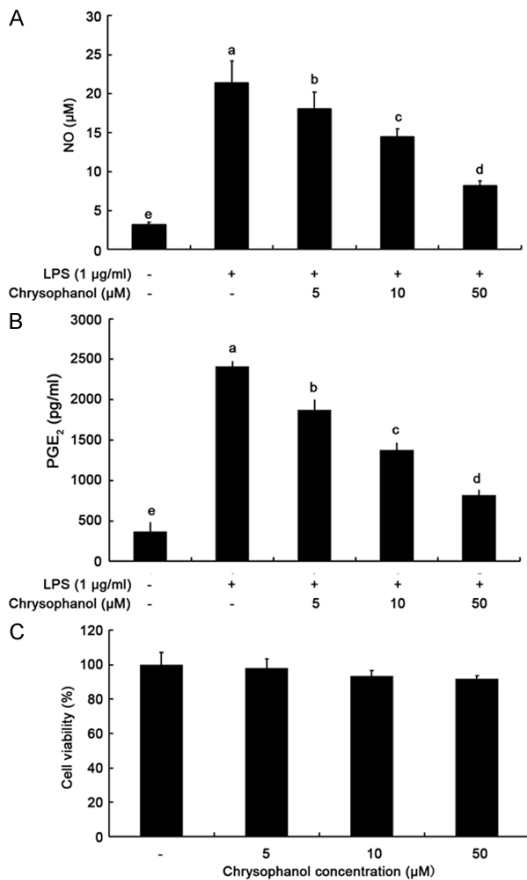 A
30
25
20
15
10
5
0
NO (µM)
e
a
b
c
d
LPS (1 µg/ml) - + + + +
Chrysophanol (µM) - - 5 10 50
B
3000
2500
2000
1500
1000
500
0
PGE2 (pg/ml)
e
a
b
c
d
LPS (1 µg/ml) - + + + +
Chrysophanol (µM) - - 5 10 50
C
120
100
80
60
40
20
0
Cell viability (%)
- 5 10 50
Chrysophanol concentration (µM)